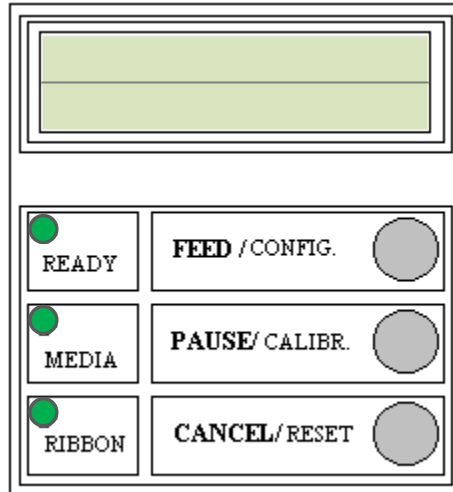 READY
FEED / CONFIG.
MEDIA
PAUSE/ CALIBR.
RIBBON
CANCEL/ RESET